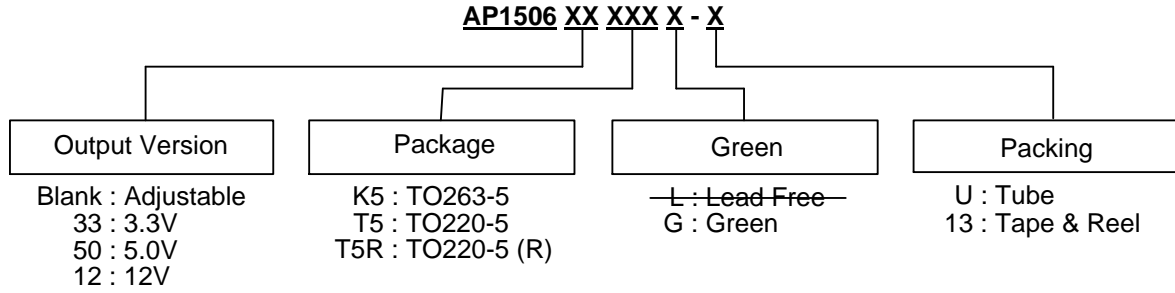 AP1506 XX XXX X - X
Output Version
Blank : Adjustable
33 : 3.3V
50 : 5.0V
12 : 12V
Package
K5 : TO263-5
T5 : TO220-5
T5R : TO220-5 (R)
Green
L : Lead Free
G : Green
Packing
U : Tube
13 : Tape & Reel